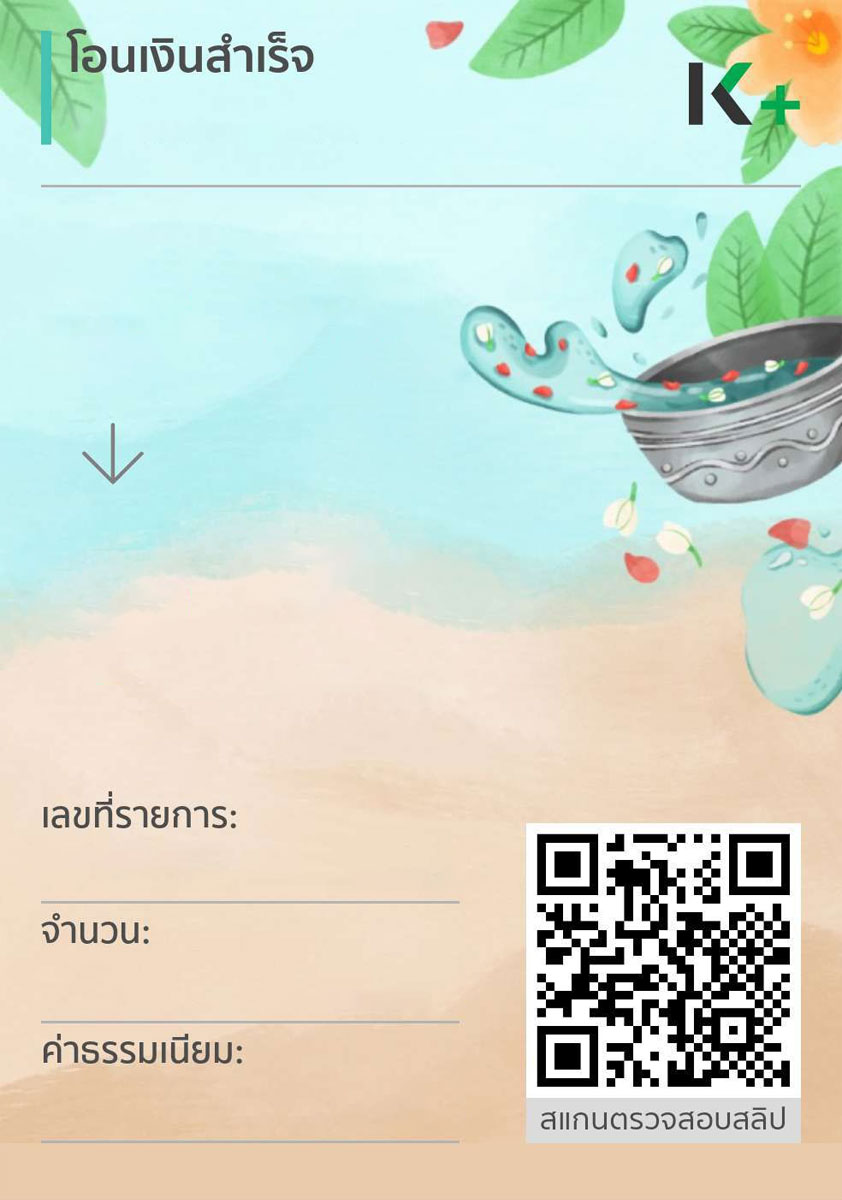 โอนเงินสำเร็จ
K+
เลขที่รายการ:
จำนวน:
ค่าธรรมเนียม:
สแกนตรวจสอบสลิป